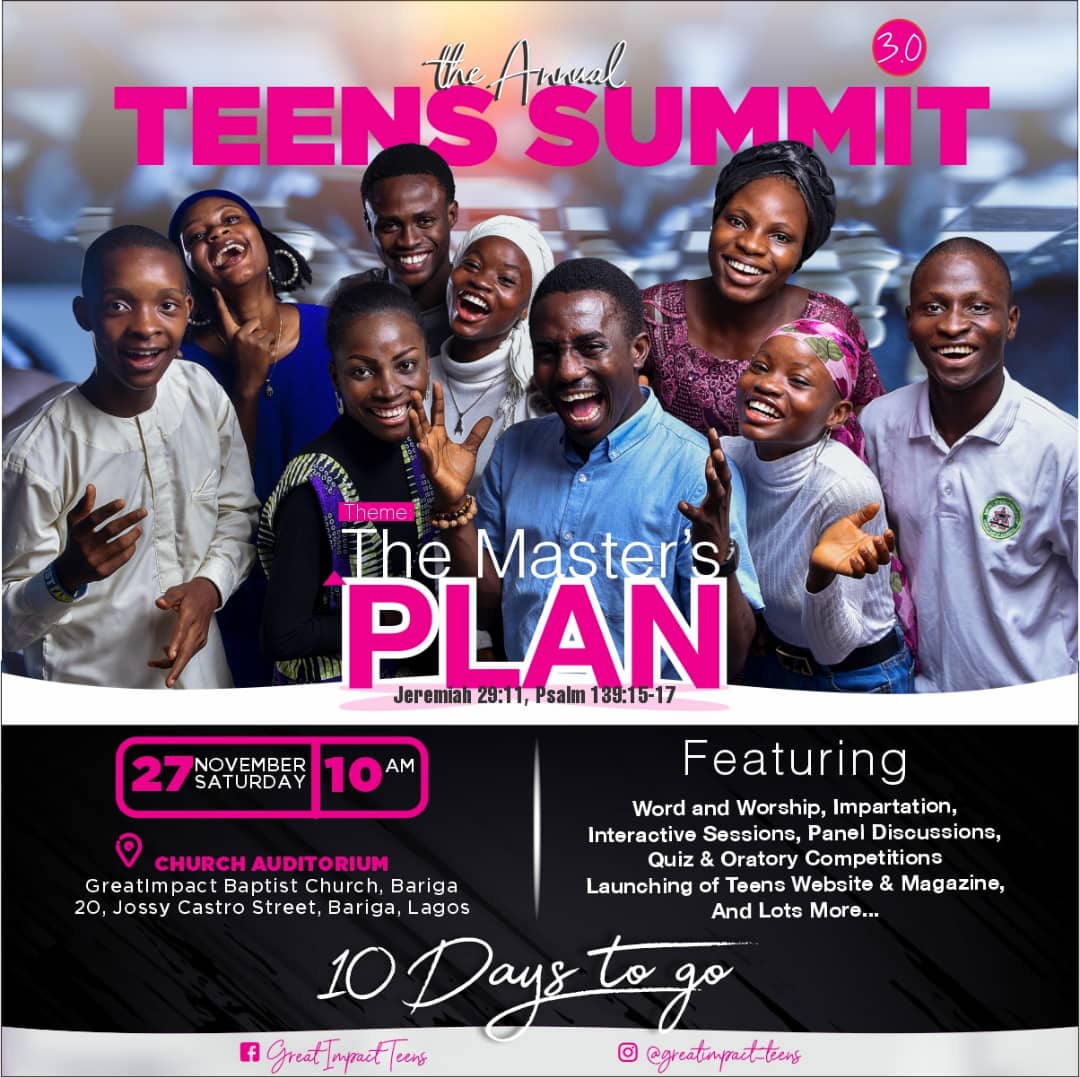 3.0
the Annual
TEENS SUMMIT
Theme:
The Master's
PLAN
Jeremiah 29:11, Psalm 139:15-17
27 NOVEMBER SATURDAY 10 AM
CHURCH AUDITORIUM
GreatImpact Baptist Church, Bariga
20, Jossy Castro Street, Bariga, Lagos
Featuring
Word and Worship, Impartation,
Interactive Sessions, Panel Discussions,
Quiz & Oratory Competitions
Launching of Teens Website & Magazine,
And Lots More...
10 Days to go
GreatImpactTeens
@greatimpact_teens